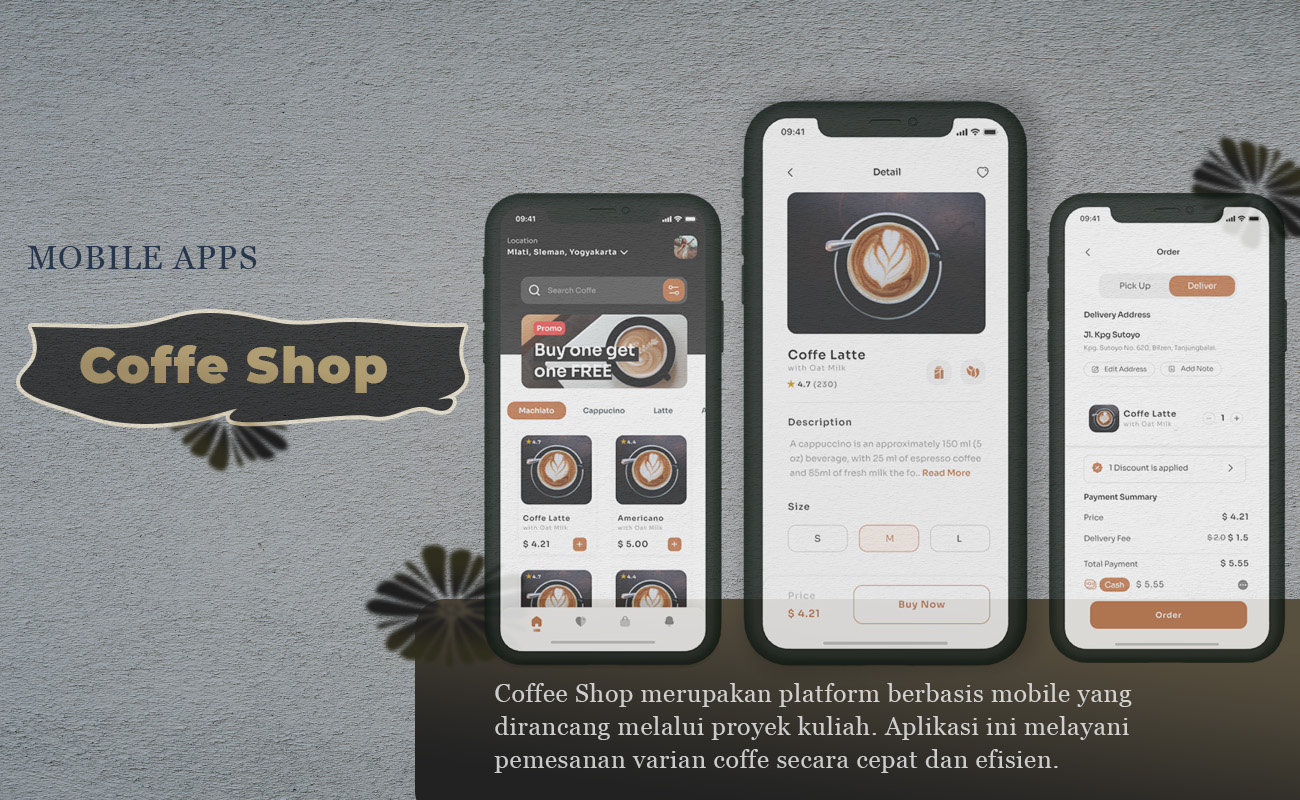 MOBILE APPS
Coffe Shop
09:41
Location
Mlati, Sleman, Yogyakarta
Search Coffe
Promo
Buy one get
one FREE
Machiato Cappucino Latte A
4.7 4.4
Coffe Latte Americano
with Oat Milk with Oat Milk
$ 4.21 $ 5.00
4.7 4.4
09:41
Detail
Coffe Latte
with Oat Milk
4.7 (230)
Description
A cappuccino is an approximately 150 ml (5
oz) beverage, with 25 ml of espresso coffee
and 85ml of fresh milk the fo.. Read More
Size
S M L
Price
$ 4.21
Buy Now
09:41
Order
Pick Up Deliver
Delivery Address
Jl. Kpg Sutoyo
Kpg. Sutoyo No. 620, Bilzen, Tanjungbalai.
Edit Address Add Note
Coffe Latte
with Oat Milk
1
1 Discount is applied
Payment Summary
Price $ 4.21
Delivery Fee $ 2.0 $ 1.5
Total Payment $ 5.55
Cash $ 5.55
Order
Coffee Shop merupakan platform berbasis mobile yang
dirancang melalui proyek kuliah. Aplikasi ini melayani
pemesanan varian coffe secara cepat dan efisien.